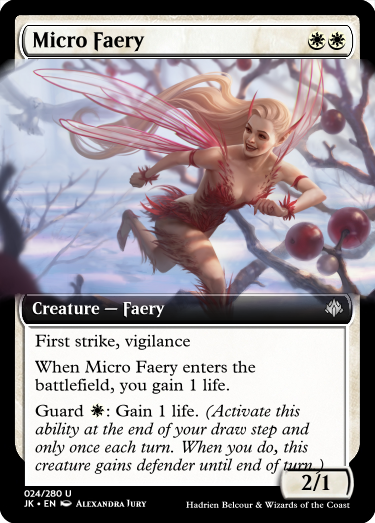 Micro Faery
Creature — Faery
First strike, vigilance
When Micro Faery enters the
battlefield, you gain 1 life.
Guard : Gain 1 life. (Activate this
ability at the end of your draw step and
only once each turn. When you do, this
creature gains defender until end of turn.)
2/1
024/280 U
JK • EN Alexandra Jury
Hadrien Belcour & Wizards of the Coast